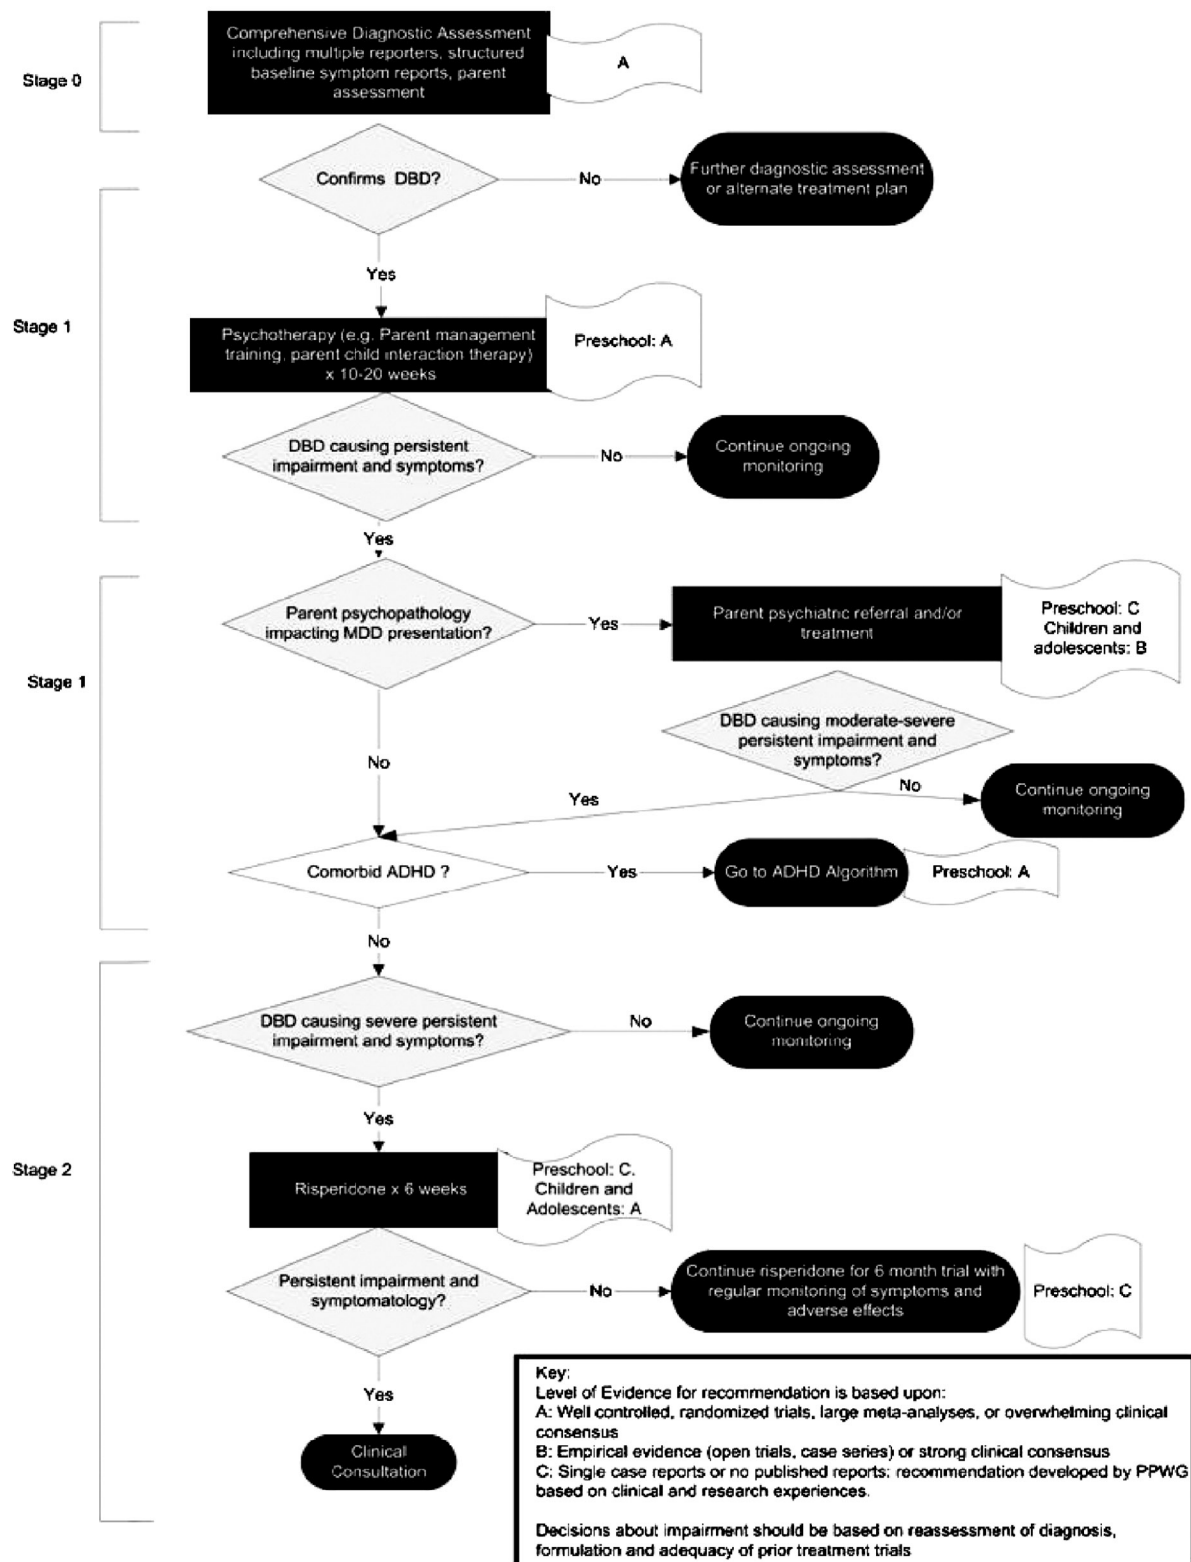 Stage 0
Comprehensive Diagnostic Assessment
including multiple reporters, structured
baseline symptom reports, parent
assessment
A
Confirms DBD?
No
Further diagnostic assessment
or alternate treatment plan
Yes
Stage 1
Psychotherapy (e.g. Parent management
training, parent child interaction therapy)
x 10-20 weeks
Preschool: A
DBD causing persistent
impairment and symptoms?
No
Continue ongoing
monitoring
Yes
Stage 1
Parent psychopathology
impacting MDD presentation?
Yes
Parent psychiatric referral and/or
treatment
Preschool: C
Children and
adolescents: B
DBD causing moderate-severe
persistent impairment and
symptoms?
No
Yes
No
Continue ongoing
monitoring
Comorbid ADHD ?
Yes
Go to ADHD Algorithm
Preschool: A
No
Stage 2
DBD causing severe persistent
impairment and symptoms?
No
Continue ongoing
monitoring
Yes
Risperidone x 6 weeks
Preschool: C.
Children and
Adolescents: A
Persistent impairment and
symptomatology?
No
Continue risperidone for 6 month trial with
regular monitoring of symptoms and
adverse effects
Preschool: C
Yes
Clinical
Consultation
Key:
Level of Evidence for recommendation is based upon:
A: Well controlled, randomized trials, large meta-analyses, or overwhelming clinical
consensus
B: Empirical evidence (open trials, case series) or strong clinical consensus
C: Single case reports or no published reports: recommendation developed by PPWG
based on clinical and research experiences.
Decisions about impairment should be based on reassessment of diagnosis,
formulation and adequacy of prior treatment trials